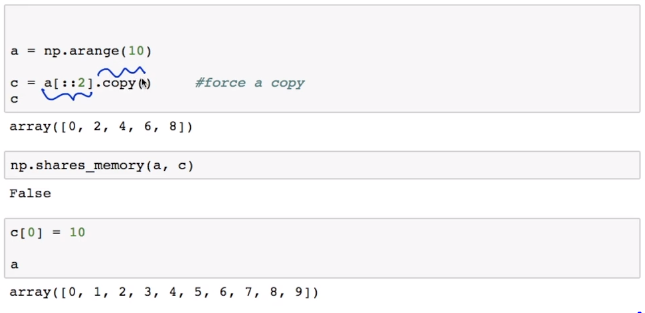 a = np.arange(10)
c = a[::2].copy()     #force a copy
c
array([0, 2, 4, 6, 8])
np.shares_memory(a, c)
False
c[0] = 10
a
array([0, 1, 2, 3, 4, 5, 6, 7, 8, 9])